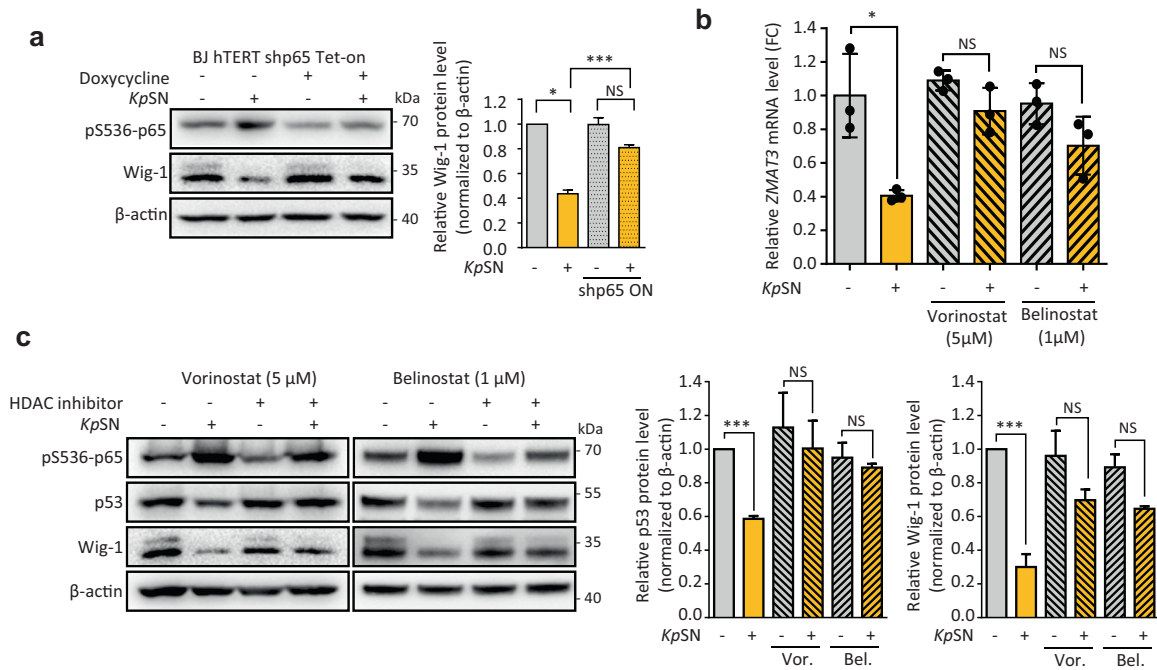 a
BJ hTERT shp65 Tet-on
Doxycycline - - + +
KpSN - + - + kDa
pS536-p65 - 70
Wig-1 - 35
β-actin - 40
Relative Wig-1 protein level
(normalized to β-actin)
1.2
1.0
0.8
0.6
0.4
0.2
0.0
*
***
NS
KpSN - + - +
shp65 ON
b
Relative ZMAT3 mRNA level (FC)
1.4
1.2
1.0
0.8
0.6
0.4
0.2
0.0
*
NS
NS
KpSN - + - + - +
Vorinostat
(5μM)
Belinostat
(1μM)
c
Vorinostat (5 μM) Belinostat (1 μM)
HDAC inhibitor - - + + - - + +
KpSN - + - + - + - + kDa
pS536-p65 - 70
p53 - 55
Wig-1 - 35
β-actin - 40
Relative p53 protein level
(normalized to β-actin)
1.4
1.2
1.0
0.8
0.6
0.4
0.2
0.0
***
NS
NS
KpSN - + - + - +
Vor. Bel.
Relative Wig-1 protein level
(normalized to β-actin)
1.4
1.2
1.0
0.8
0.6
0.4
0.2
0.0
***
NS
NS
KpSN - + - + - +
Vor. Bel.